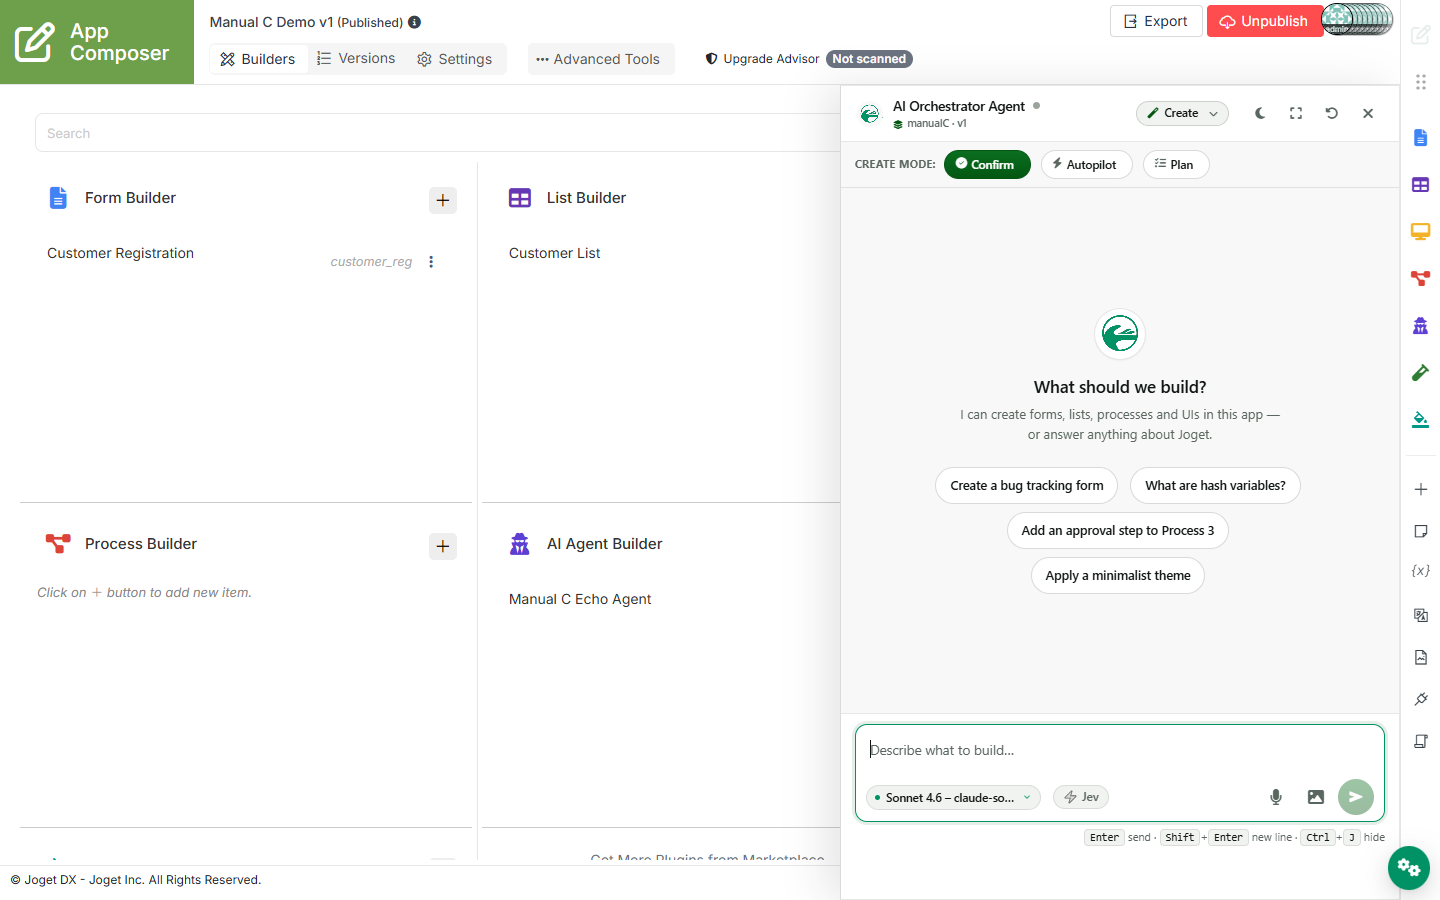 App
Composer
Manual C Demo v1 (Published)
Export
Unpublish
admin
Builders
Versions
Settings
Advanced Tools
Upgrade Advisor
Not scanned
Search
Form Builder
Customer Registration
customer_reg
List Builder
Customer List
Process Builder
Click on + button to add new item.
AI Agent Builder
Manual C Echo Agent
Get More Plugins from Marketplace
© Joget DX - Joget Inc. All Rights Reserved.
AI Orchestrator Agent
manualC · v1
Create
CREATE MODE:
Confirm
Autopilot
Plan
What should we build?
I can create forms, lists, processes and UIs in this app —
or answer anything about Joget.
Create a bug tracking form
What are hash variables?
Add an approval step to Process 3
Apply a minimalist theme
Describe what to build...
Sonnet 4.6 – claude-so...
Jev
Enter send · Shift + Enter new line · Ctrl + J hide
{x}